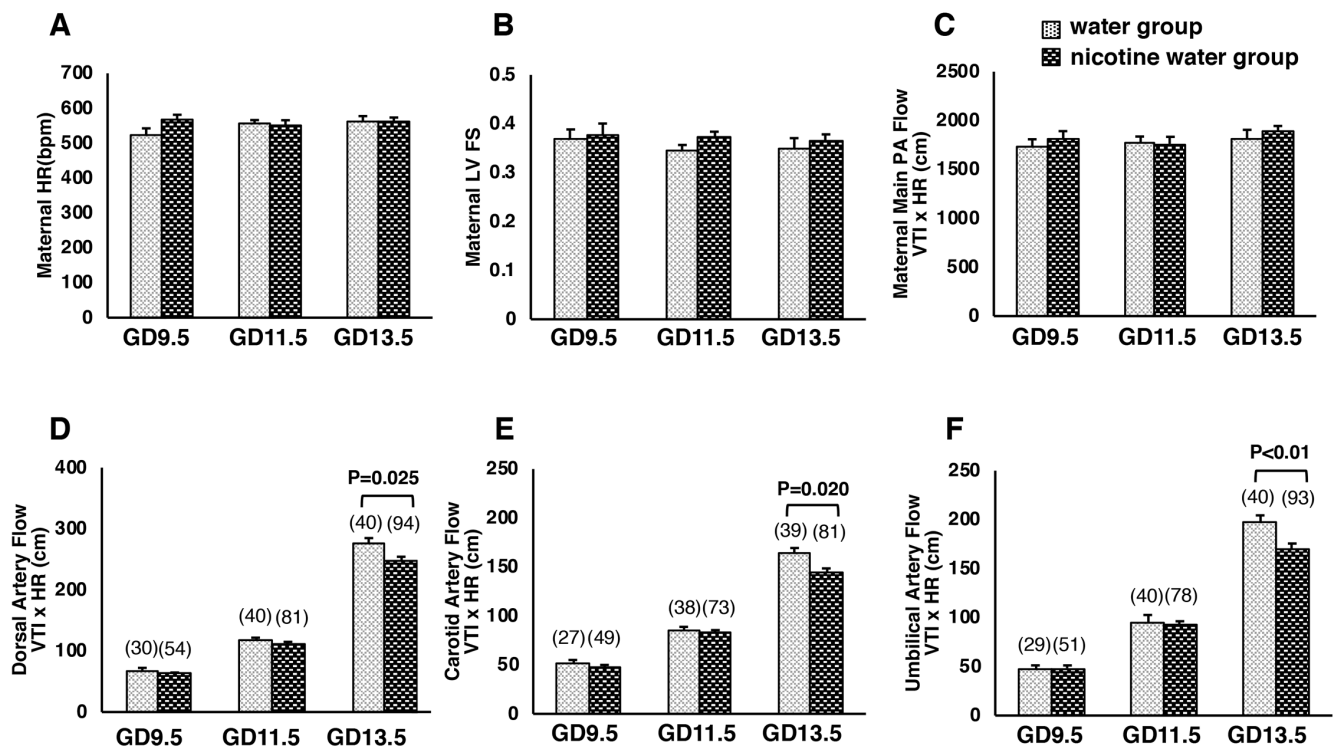 A
B
C
water group
nicotine water group
Maternal HR(bpm)
700
600
500
400
300
200
100
0
GD9.5 GD11.5 GD13.5
Maternal LV FS
0.5
0.4
0.3
0.2
0.1
0
GD9.5 GD11.5 GD13.5
Maternal Main PA Flow
VTI x HR (cm)
2500
2000
1500
1000
500
0
GD9.5 GD11.5 GD13.5
D
E
F
Dorsal Artery Flow
VTI x HR (cm)
400
300
200
100
0
P=0.025
(30) (54)
(40) (81)
(40) (94)
GD9.5 GD11.5 GD13.5
Carotid Artery Flow
VTI x HR (cm)
250
200
150
100
50
0
P=0.020
(27) (49)
(38) (73)
(39) (81)
GD9.5 GD11.5 GD13.5
Umbilical Artery Flow
VTI x HR (cm)
250
200
150
100
50
0
P<0.01
(29) (51)
(40) (78)
(40) (93)
GD9.5 GD11.5 GD13.5